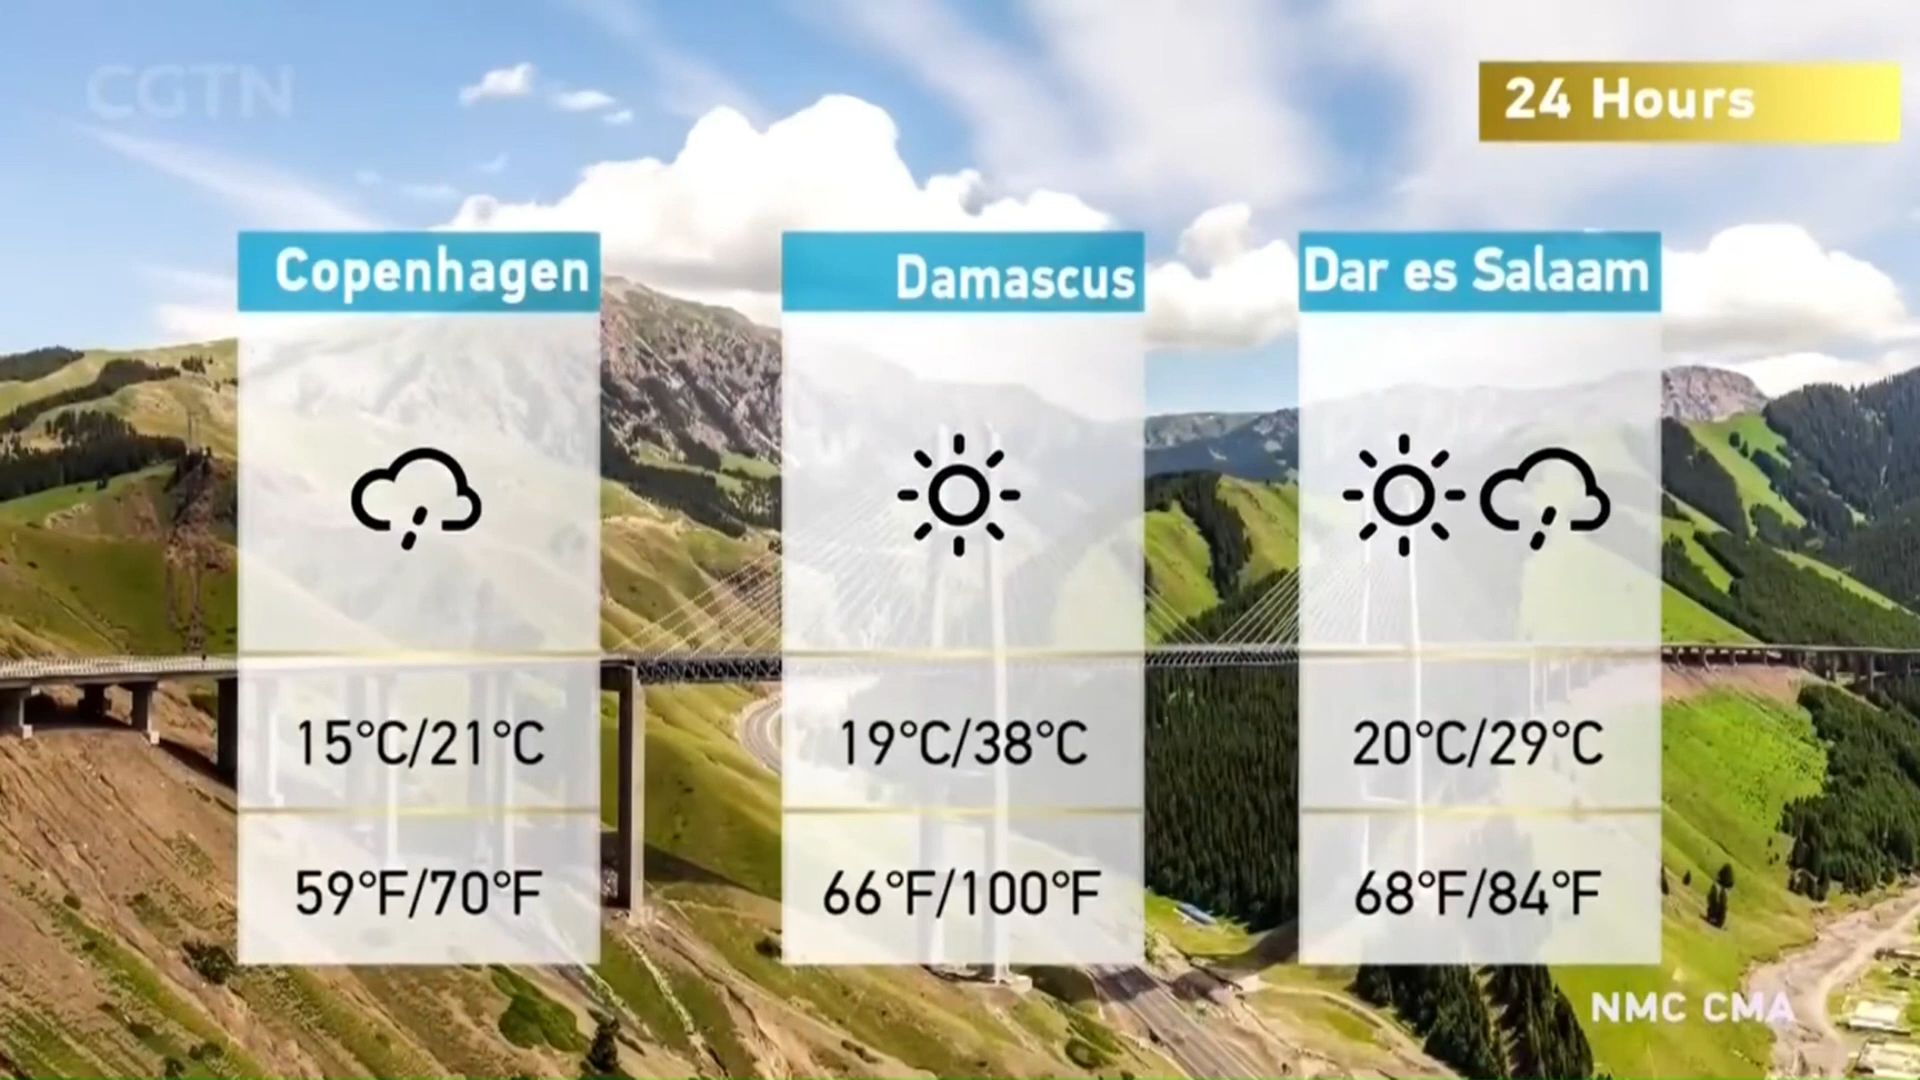 CGTN
24 Hours
Copenhagen
15°C/21°C
59°F/70°F
Damascus
19°C/38°C
66°F/100°F
Dar es Salaam
20°C/29°C
68°F/84°F
NMC CMA